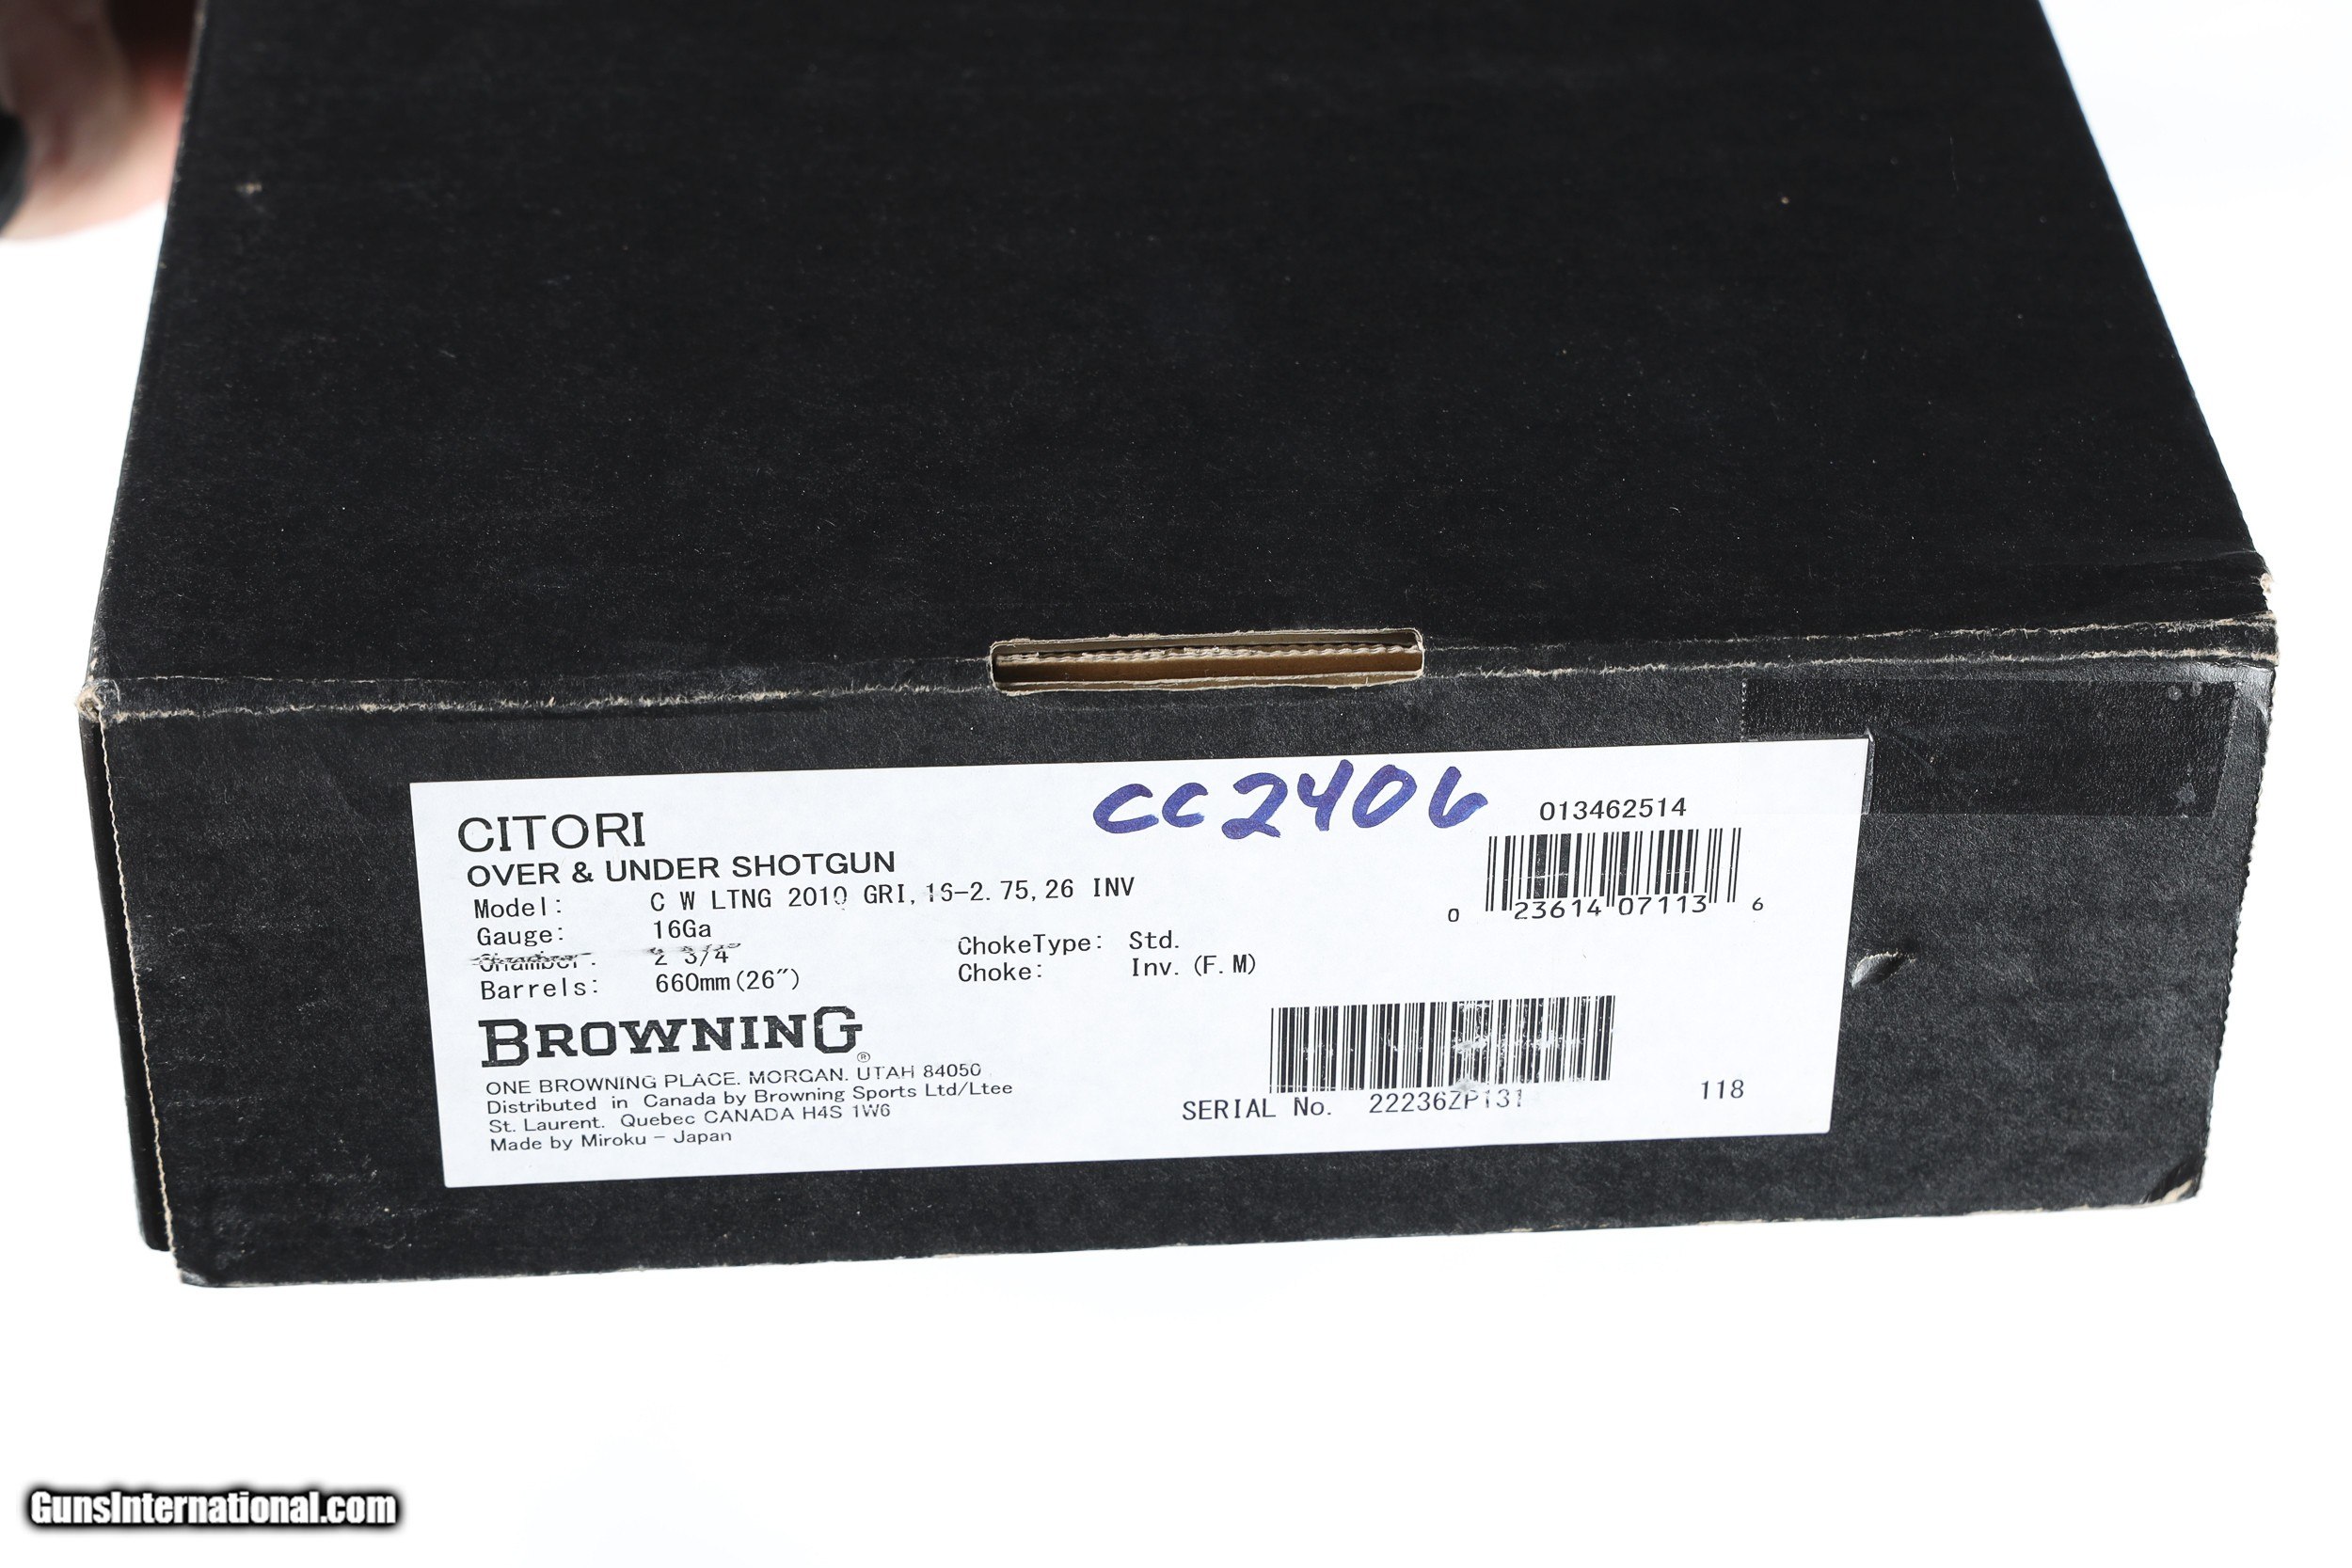 CC2406
CITORI
OVER & UNDER SHOTGUN
Model: C W LTNG 2010 GRI,16-2.75,26 INV
Gauge: 16Ga
Chamber: 2 3/4
Barrels: 660mm(26″)
ChokeType: Std.
Choke: Inv.(F.M)
013462514
0 23614 07113 6
BROWNING®
ONE BROWNING PLACE. MORGAN. UTAH 84050
Distributed in Canada by Browning Sports Ltd/Ltee
St. Laurent. Quebec CANADA H4S 1W6
Made by Miroku - Japan
SERIAL No. 22236ZP131
118
GunsInternational.com